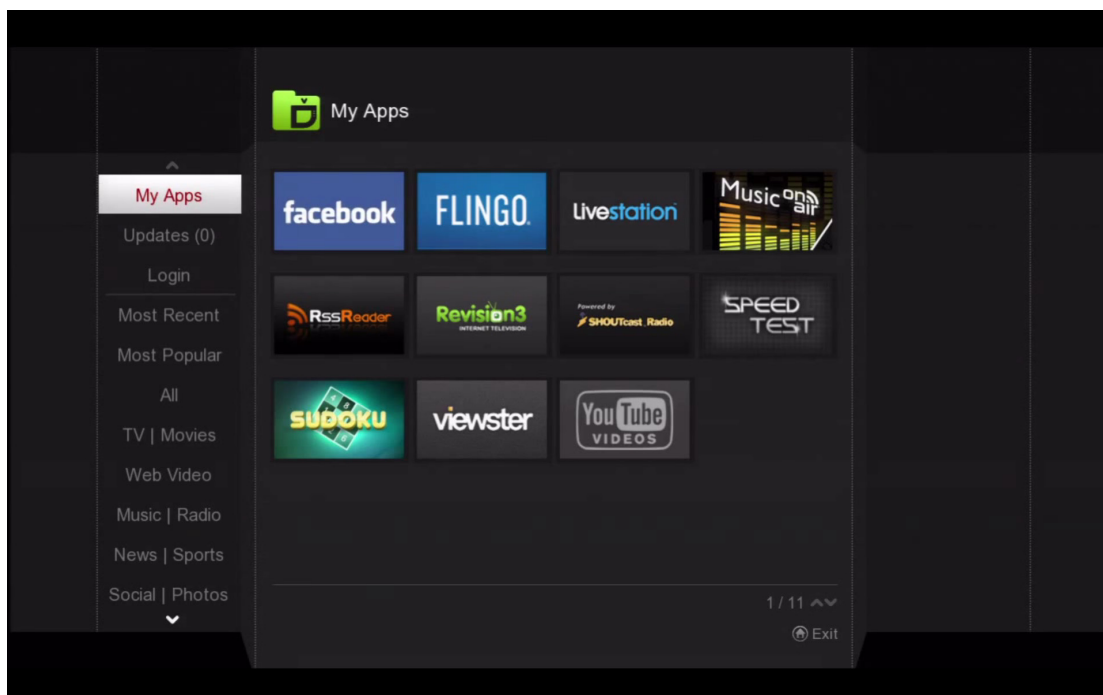 My Apps
My Apps
Updates (0)
Login
Most Recent
Most Popular
All
TV | Movies
Web Video
Music | Radio
News | Sports
Social | Photos
facebook
FLINGO.
Livestation
Music on air
RssReader
Revision3
INTERNET TELEVISION
Powered by
SHOUTcast Radio
SPEED
TEST
SUDOKU
viewster
You Tube
VIDEOS
1 / 11
Exit